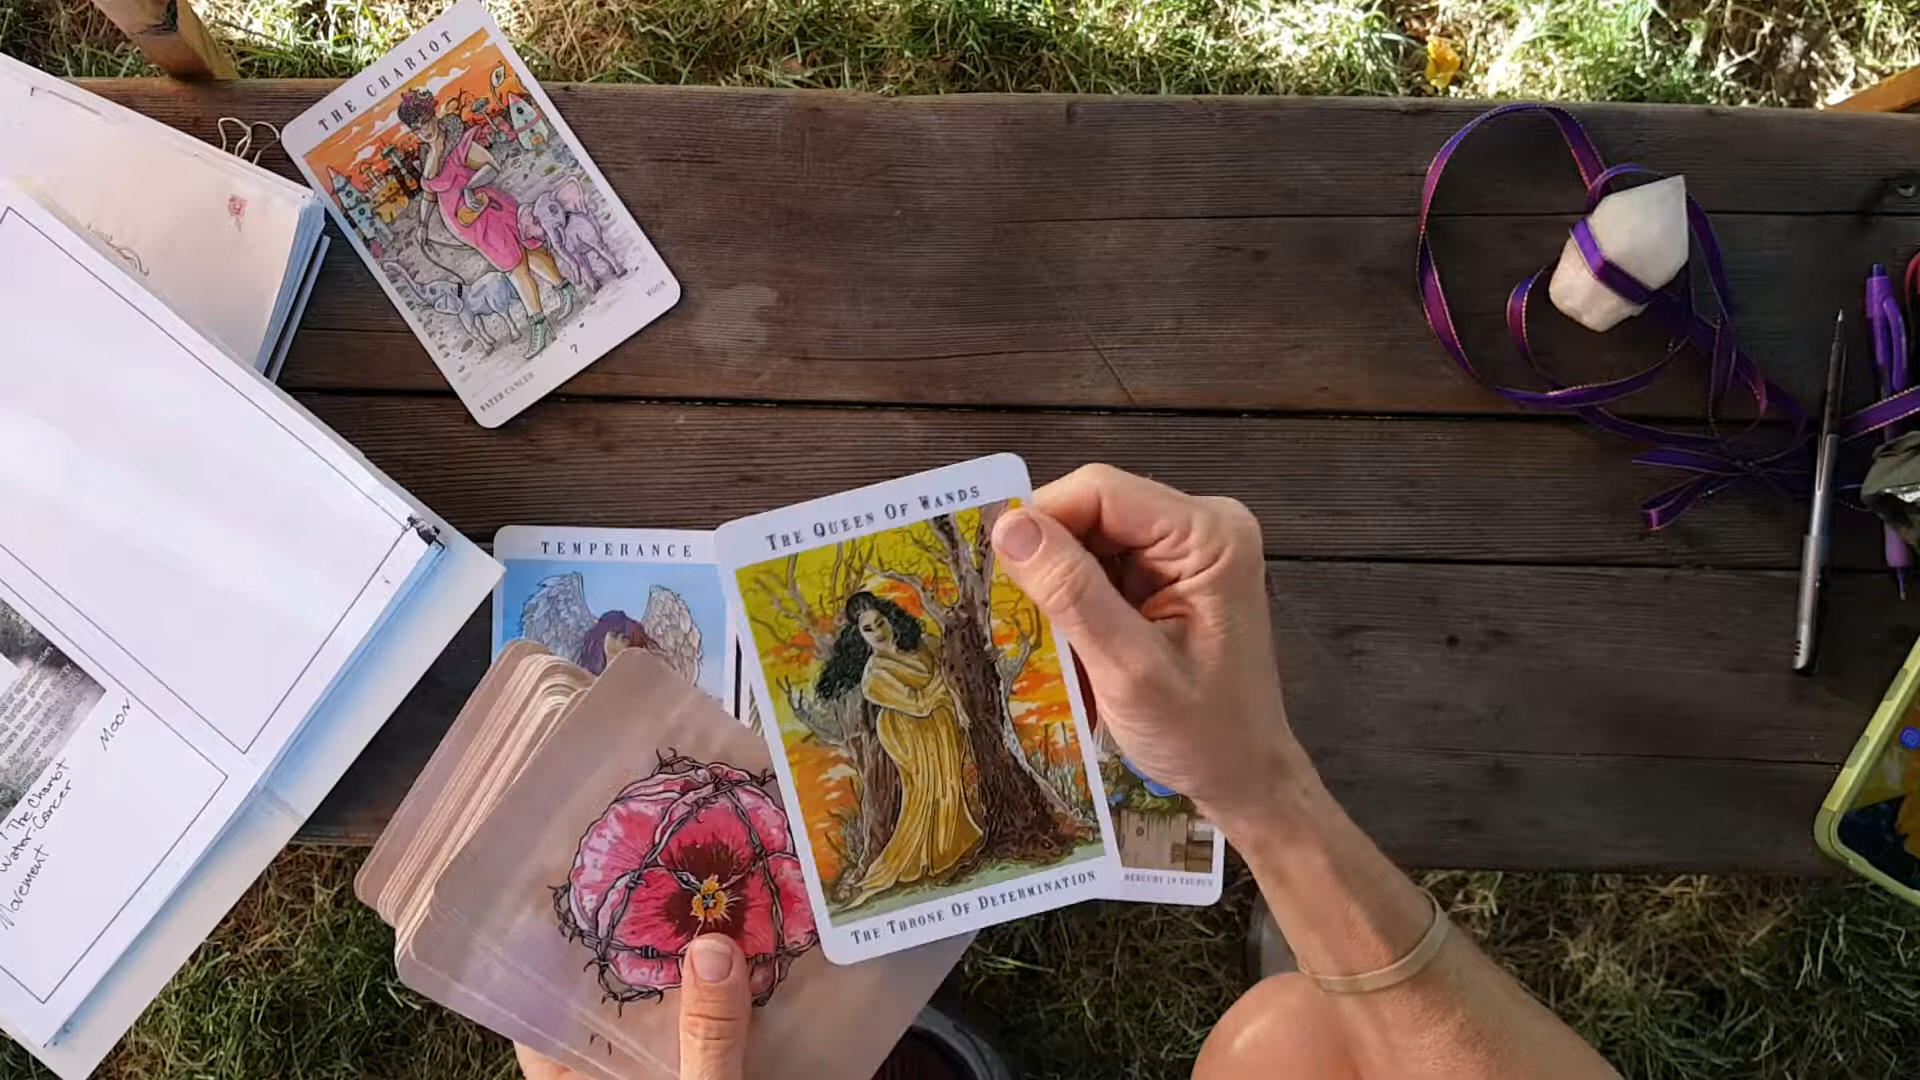 THE CHARIOT
MOON
7
WATER CANCER
TEMPERANCE
THE QUEEN OF WANDS
THE THRONE OF DETERMINATION
MERCURY IN TAURUS
MOON
The Chariot
Water-Cancer
Movement